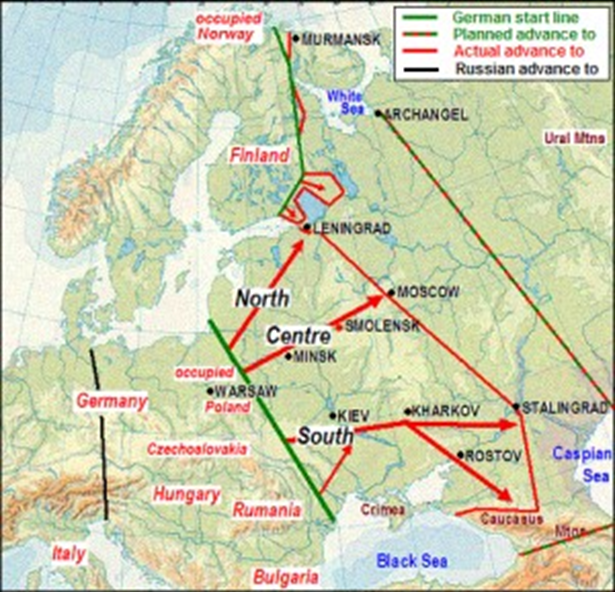 occupied
Norway
MURMANSK
German start line
Planned advance to
Actual advance to
Russian advance to
White
Sea
ARCHANGEL
Ural Mtns
Finland
LENINGRAD
North
MOSCOW
Centre
SMOLENSK
MINSK
occupied
WARSAW
Poland
Germany
KIEV
KHARKOV
STALINGRAD
South
Czechoalovakia
ROSTOV
Caspian
Sea
Hungary
Rumania
Crimea
Caucasus
Mtns
Italy
Black Sea
Bulgaria